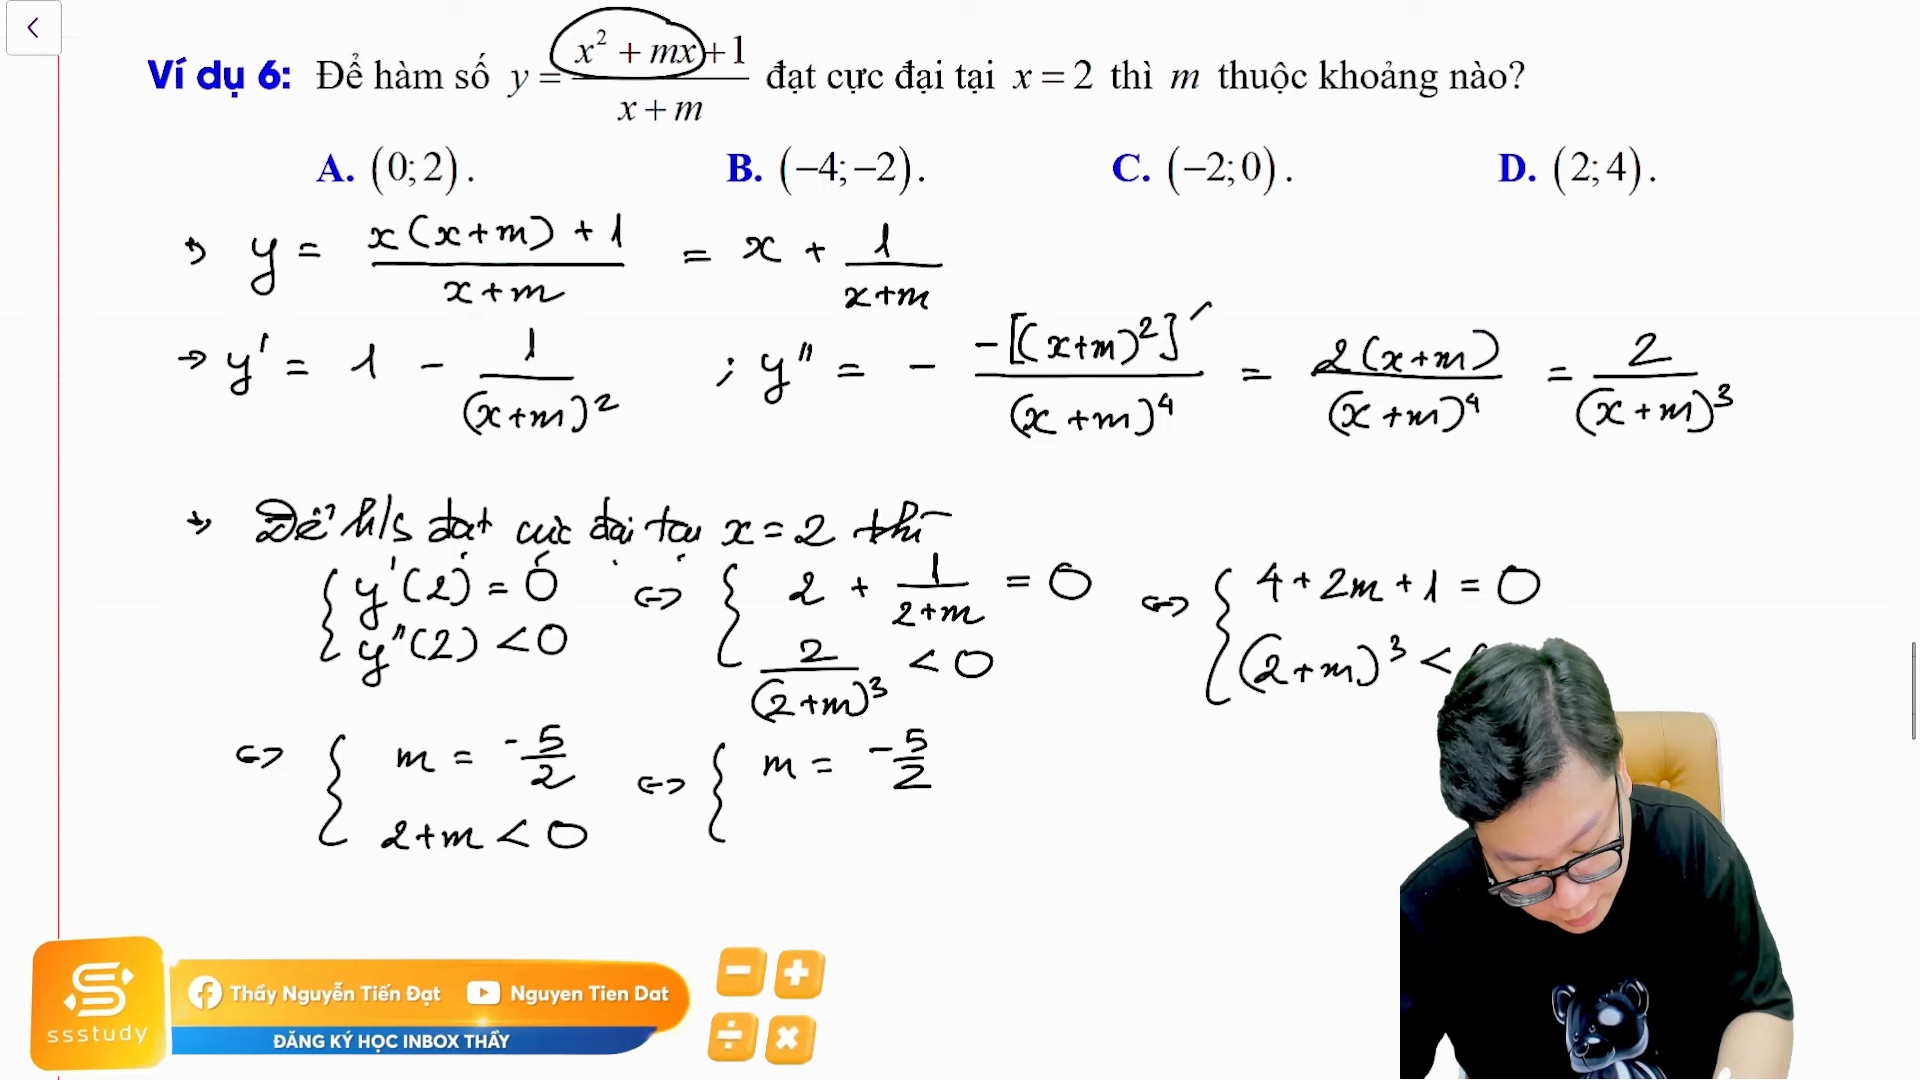 Ví dụ 6: Để hàm số y = (x² + mx + 1)/(x + m) đạt cực đại tại x = 2 thì m thuộc khoảng nào?
A. (0;2). B. (−4;−2). C. (−2;0). D. (2;4).
y = (x(x+m) + 1)/(x+m) = x + 1/(x+m)
→ y' = 1 − 1/(x+m)² ; y'' = − −[(x+m)²]'/(x+m)⁴ = 2(x+m)/(x+m)⁴ = 2/(x+m)³
Để h/s đạt cực đại tại x = 2 thì
{ y'(2) = 0 ⇔ { 2 + 1/(2+m) = 0 ⇔ { 4 + 2m + 1 = 0
y''(2) < 0 2/(2+m)³ < 0 (2+m)³ <
⇔ { m = -5/2 ⇔ { m = -5/2
2+m < 0
ssstudy
Thầy Nguyễn Tiến Đạt Nguyen Tien Dat
ĐĂNG KÝ HỌC INBOX THẦY